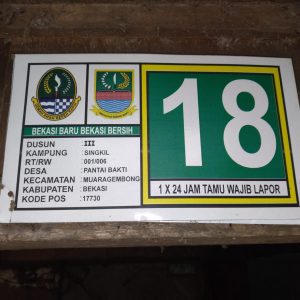 BEKASI BARU BEKASI BERSIH
DUSUN : III
KAMPUNG : SINGKIL
RT/RW : 001/006
DESA : PANTAI BAKTI
KECAMATAN : MUARAGEMBONG
KABUPATEN : BEKASI
KODE POS : 17730
18
1 X 24 JAM TAMU WAJIB LAPOR